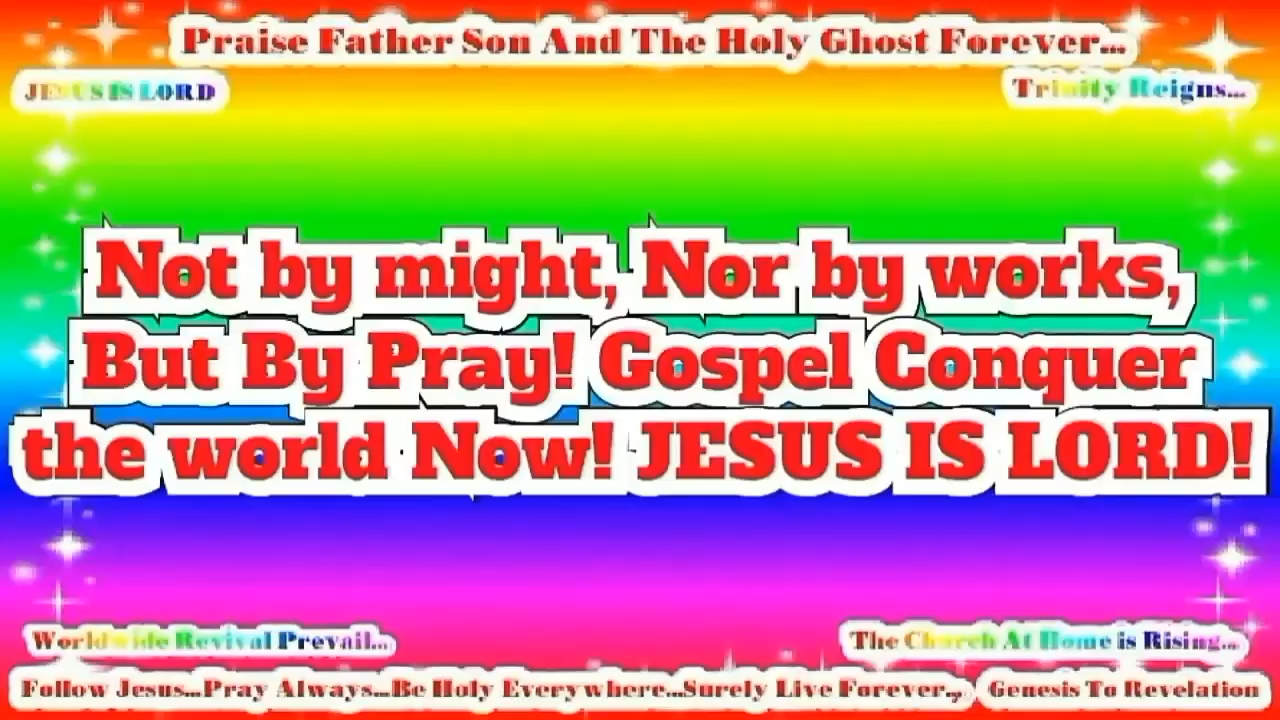 Praise Father Son And The Holy Ghost Forever...
JESUS IS LORD
Trinity Reigns...
Not by might, Nor by works,
But By Pray! Gospel Conquer
the world Now! JESUS IS LORD!
Worldwide Revival Prevail...
The Church At Home is Rising...
Follow Jesus...Pray Always...Be Holy Everywhere...Surely Live Forever...
Genesis To Revelation